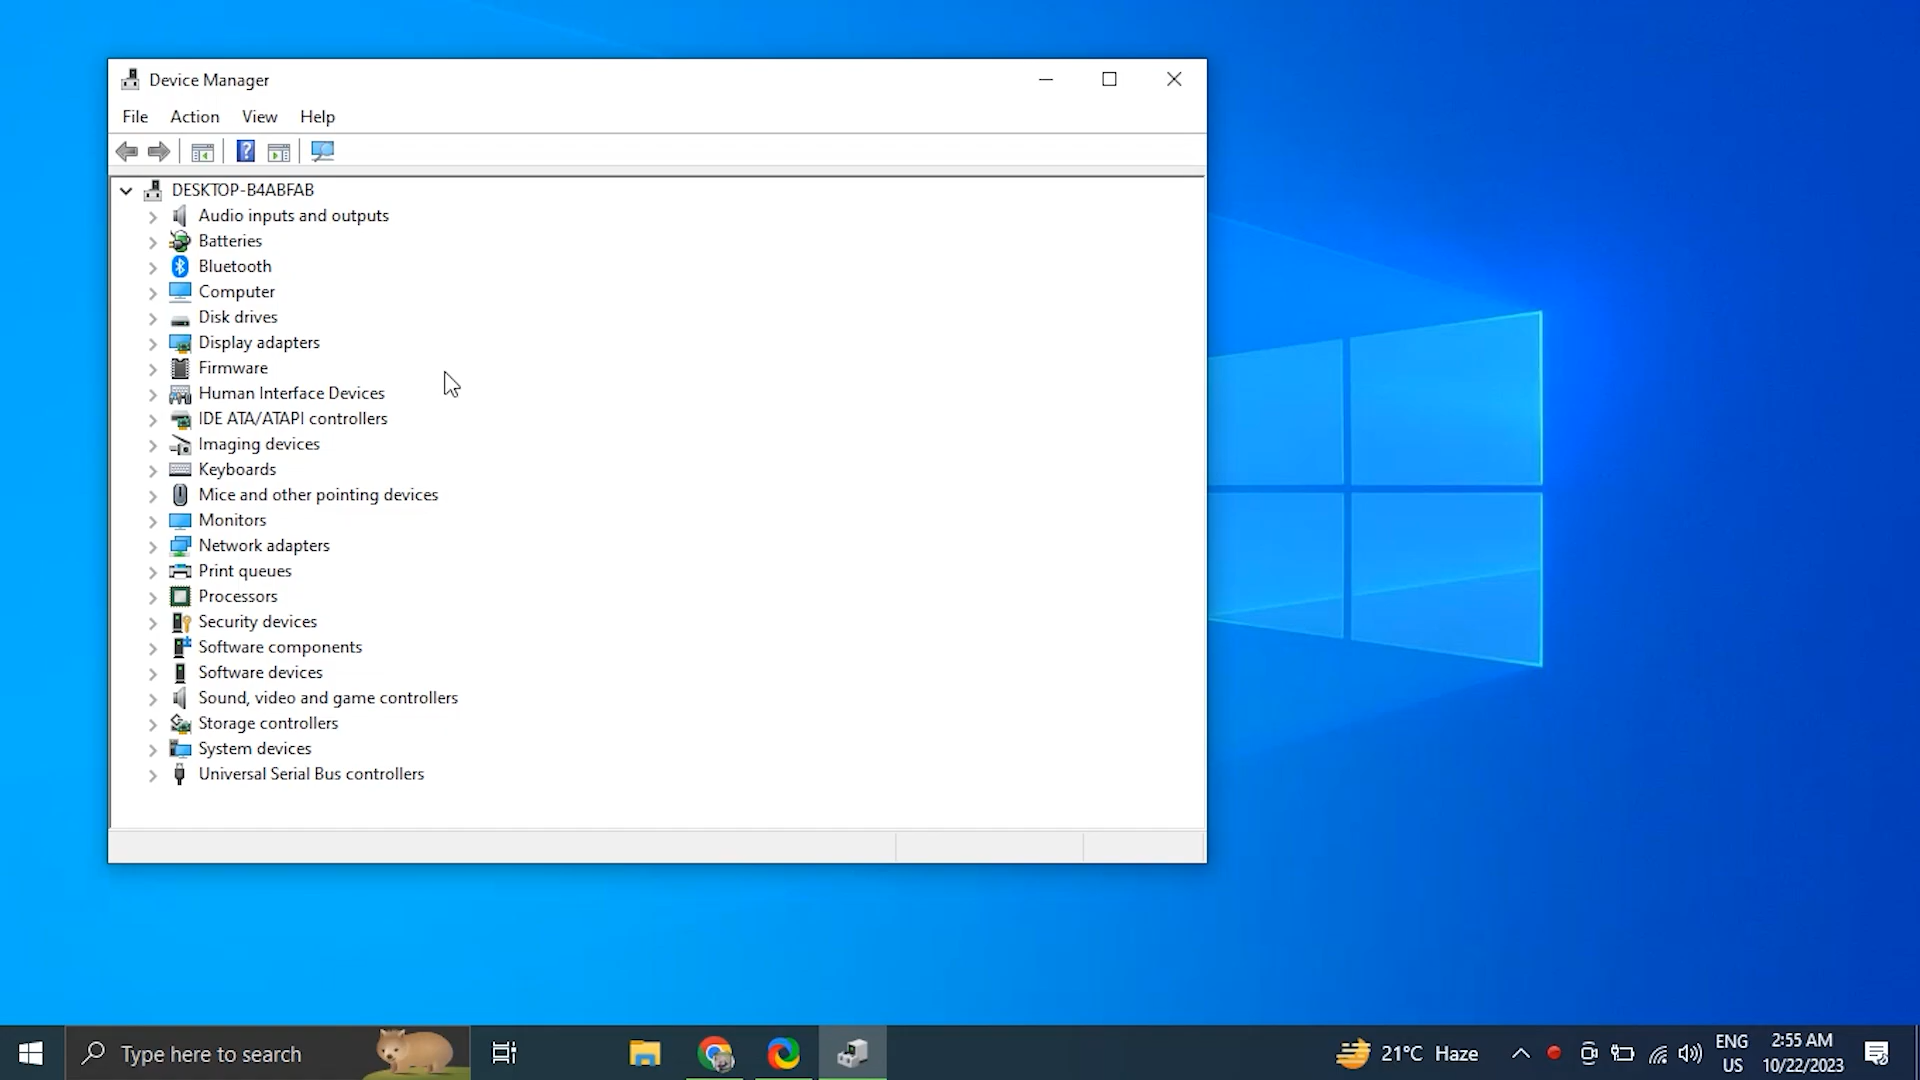 Device Manager
File Action View Help
DESKTOP-B4ABFAB
Audio inputs and outputs
Batteries
Bluetooth
Computer
Disk drives
Display adapters
Firmware
Human Interface Devices
IDE ATA/ATAPI controllers
Imaging devices
Keyboards
Mice and other pointing devices
Monitors
Network adapters
Print queues
Processors
Security devices
Software components
Software devices
Sound, video and game controllers
Storage controllers
System devices
Universal Serial Bus controllers
Type here to search
21°C Haze
ENG
US
2:55 AM
10/22/2023